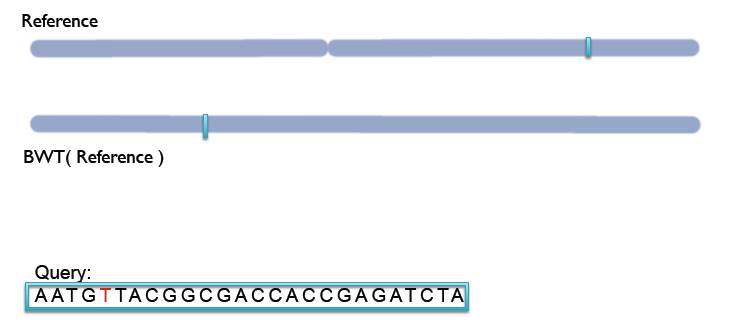 Reference
BWT( Reference )
Query:
AATGTTACGGCGACCACCGAGATCTA